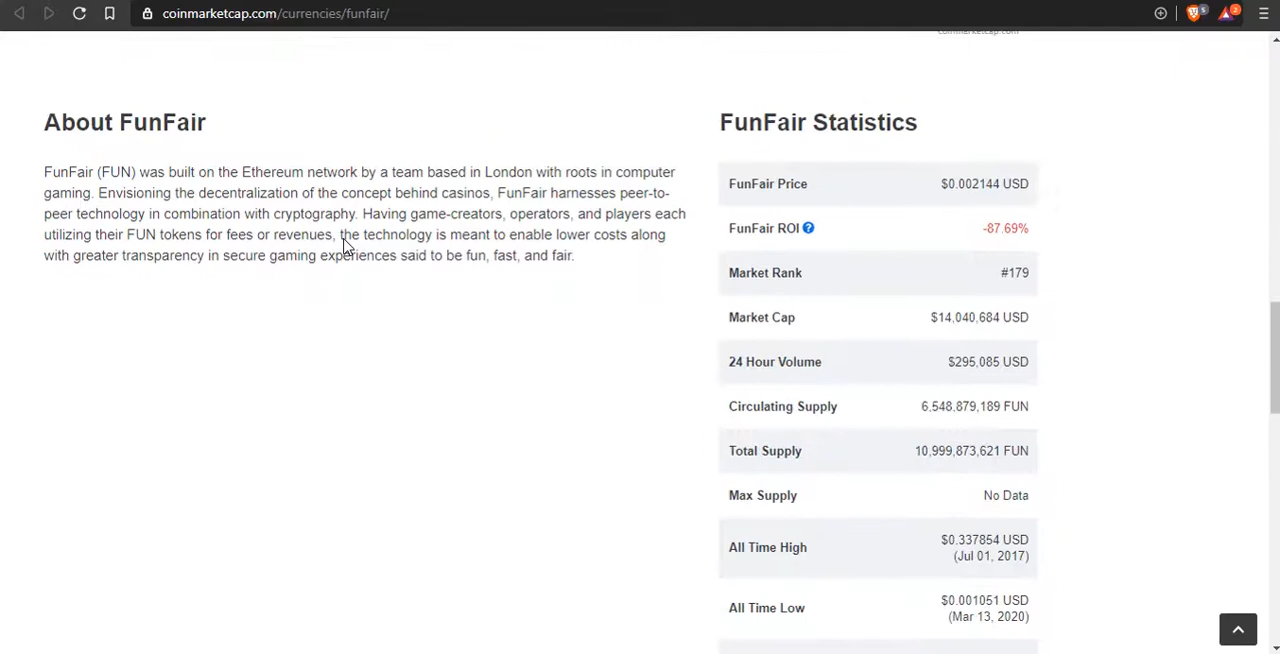 coinmarketcap.com/currencies/funfair/
5
2
coinmarketcap.com
About FunFair
FunFair (FUN) was built on the Ethereum network by a team based in London with roots in computer
gaming. Envisioning the decentralization of the concept behind casinos, FunFair harnesses peer-to-
peer technology in combination with cryptography. Having game-creators, operators, and players each
utilizing their FUN tokens for fees or revenues, the technology is meant to enable lower costs along
with greater transparency in secure gaming experiences said to be fun, fast, and fair.
FunFair Statistics
FunFair Price $0.002144 USD
FunFair ROI ? -87.69%
Market Rank #179
Market Cap $14,040,684 USD
24 Hour Volume $295,085 USD
Circulating Supply 6,548,879,189 FUN
Total Supply 10,999,873,621 FUN
Max Supply No Data
All Time High $0.337854 USD
(Jul 01, 2017)
All Time Low $0.001051 USD
(Mar 13, 2020)